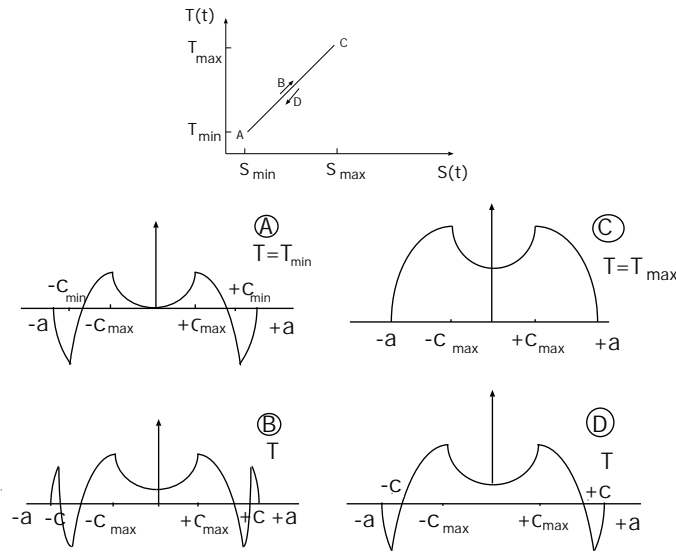 T(t)
T max
C
B
D
T min
A
S min
S max
S(t)
A
T=T min
-c min
+c min
-a
-c max
+c max
+a
C
T=T max
-a
-c max
+c max
+a
B
T
-a
-c
-c max
+c max
+c
+a
D
T
-c
+c
-a
-c max
+c max
+a